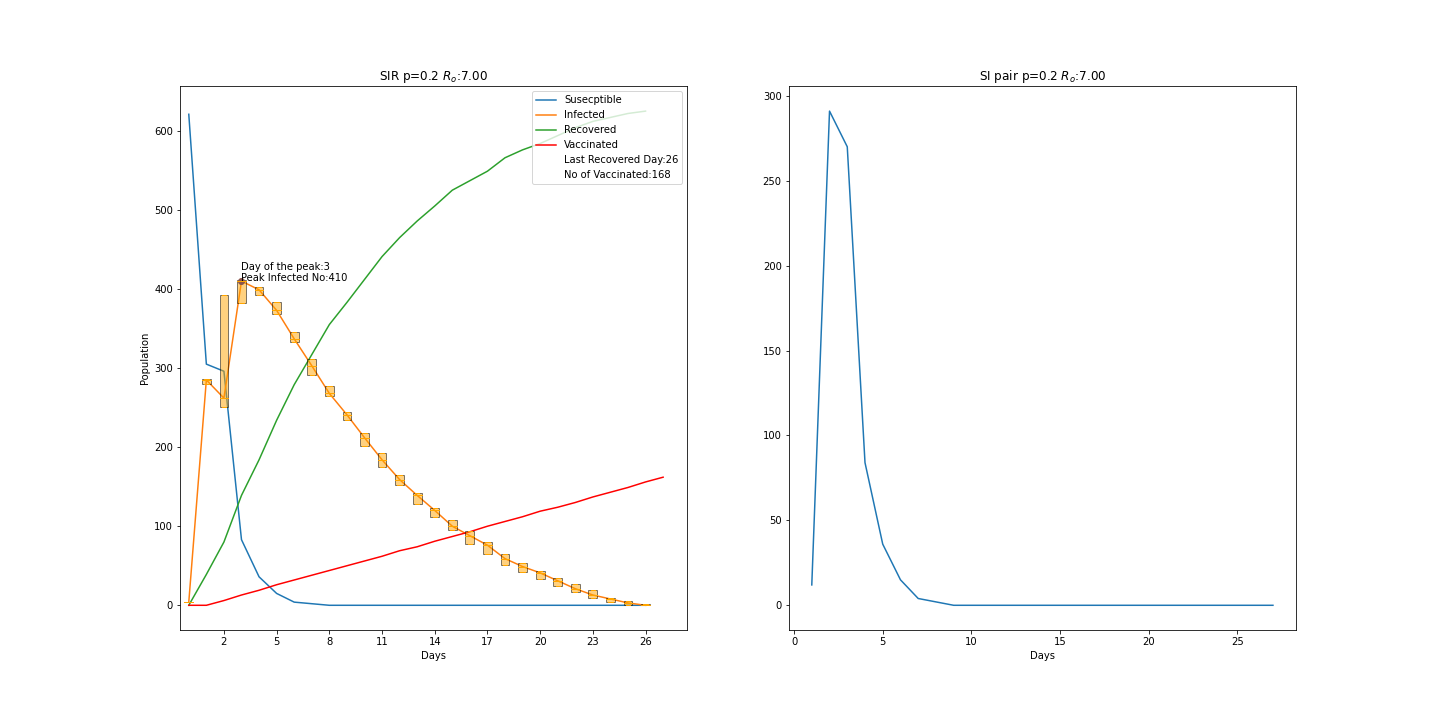 SIR p=0.2 Rₒ:7.00
Susecptible
Infected
Recovered
Vaccinated
Last Recovered Day:26
No of Vaccinated:168
Day of the peak:3
Peak Infected No:410
Population
600
500
400
300
200
100
0
2 5 8 11 14 17 20 23 26
Days
SI pair p=0.2 Rₒ:7.00
300
250
200
150
100
50
0
0 5 10 15 20 25
Days